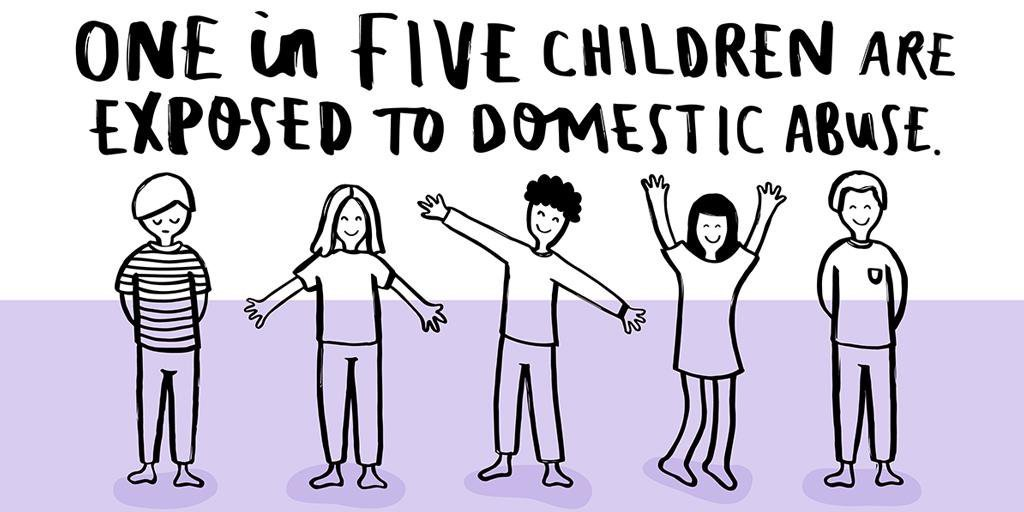 ONE in FIVE CHILDREN ARE
EXPOSED TO DOMESTIC ABUSE.